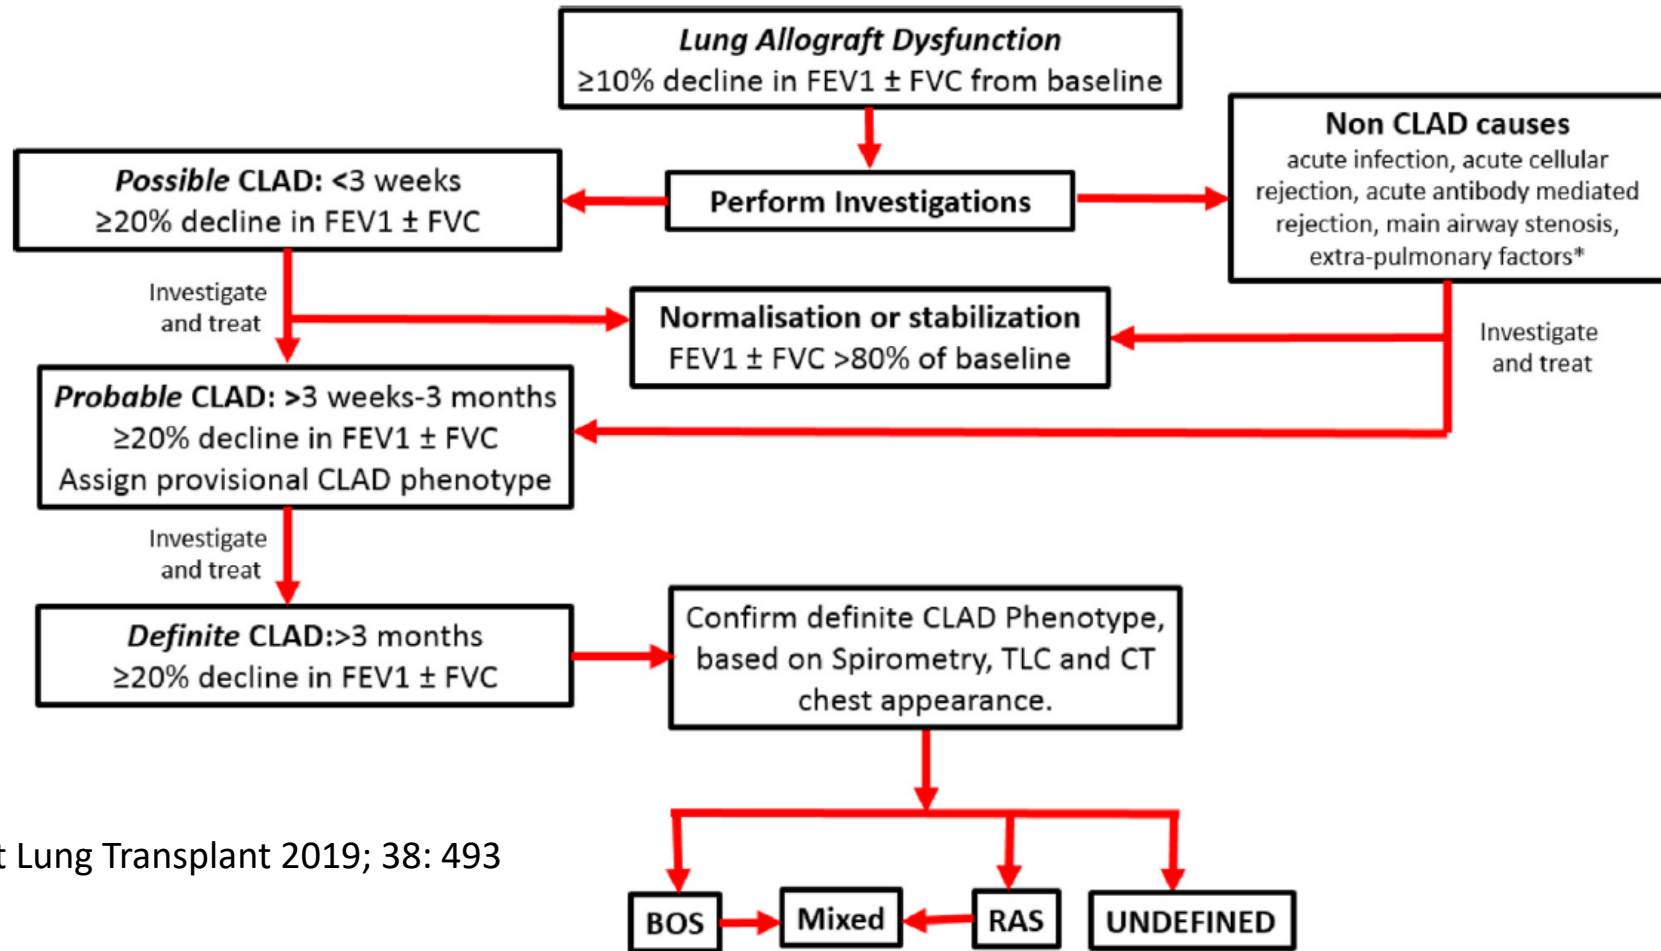 Lung Allograft Dysfunction
≥10% decline in FEV1 ± FVC from baseline
Non CLAD causes
acute infection, acute cellular
rejection, acute antibody mediated
rejection, main airway stenosis,
extra-pulmonary factors*
Possible CLAD: <3 weeks
≥20% decline in FEV1 ± FVC
Perform Investigations
Investigate
and treat
Normalisation or stabilization
FEV1 ± FVC >80% of baseline
Investigate
and treat
Probable CLAD: >3 weeks-3 months
≥20% decline in FEV1 ± FVC
Assign provisional CLAD phenotype
Investigate
and treat
Definite CLAD:>3 months
≥20% decline in FEV1 ± FVC
Confirm definite CLAD Phenotype,
based on Spirometry, TLC and CT
chest appearance.
t Lung Transplant 2019; 38: 493
BOS
Mixed
RAS
UNDEFINED